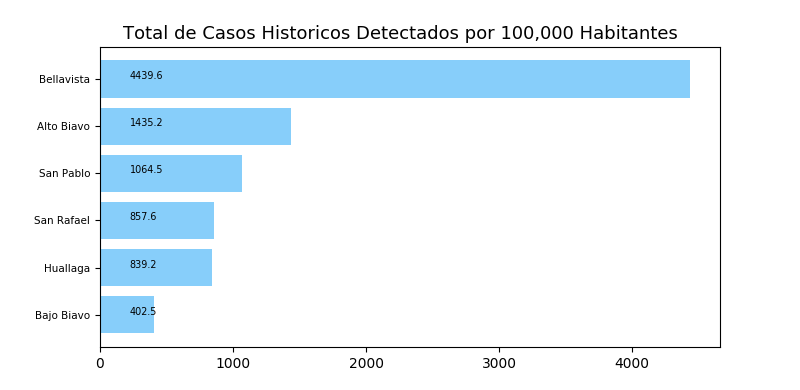 Total de Casos Historicos Detectados por 100,000 Habitantes
Bellavista 4439.6
Alto Biavo 1435.2
San Pablo 1064.5
San Rafael 857.6
Huallaga 839.2
Bajo Biavo 402.5
0 1000 2000 3000 4000